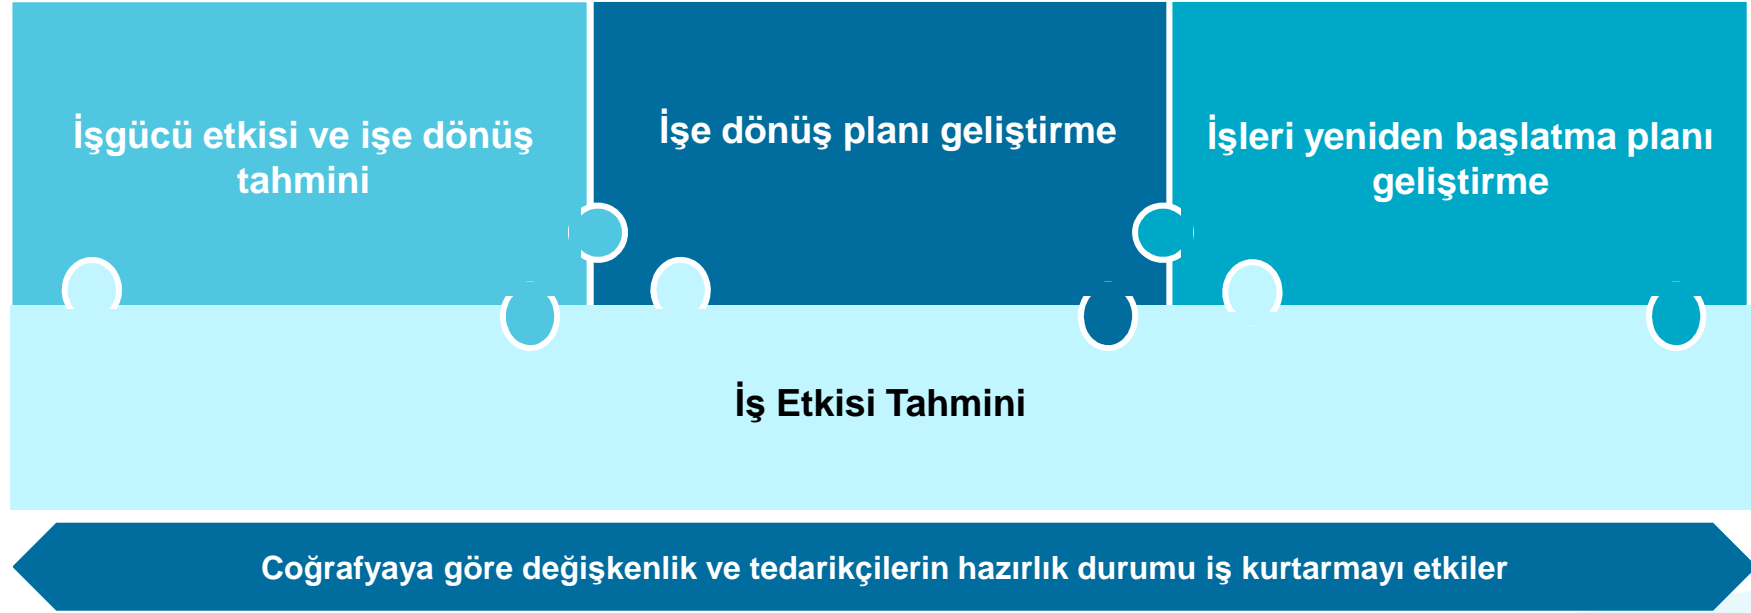 İşgücü etkisi ve işe dönüş
tahmini
İşe dönüş planı geliştirme
İşleri yeniden başlatma planı
geliştirme
İş Etkisi Tahmini
Coğrafyaya göre değişkenlik ve tedarikçilerin hazırlık durumu iş kurtarmayı etkiler